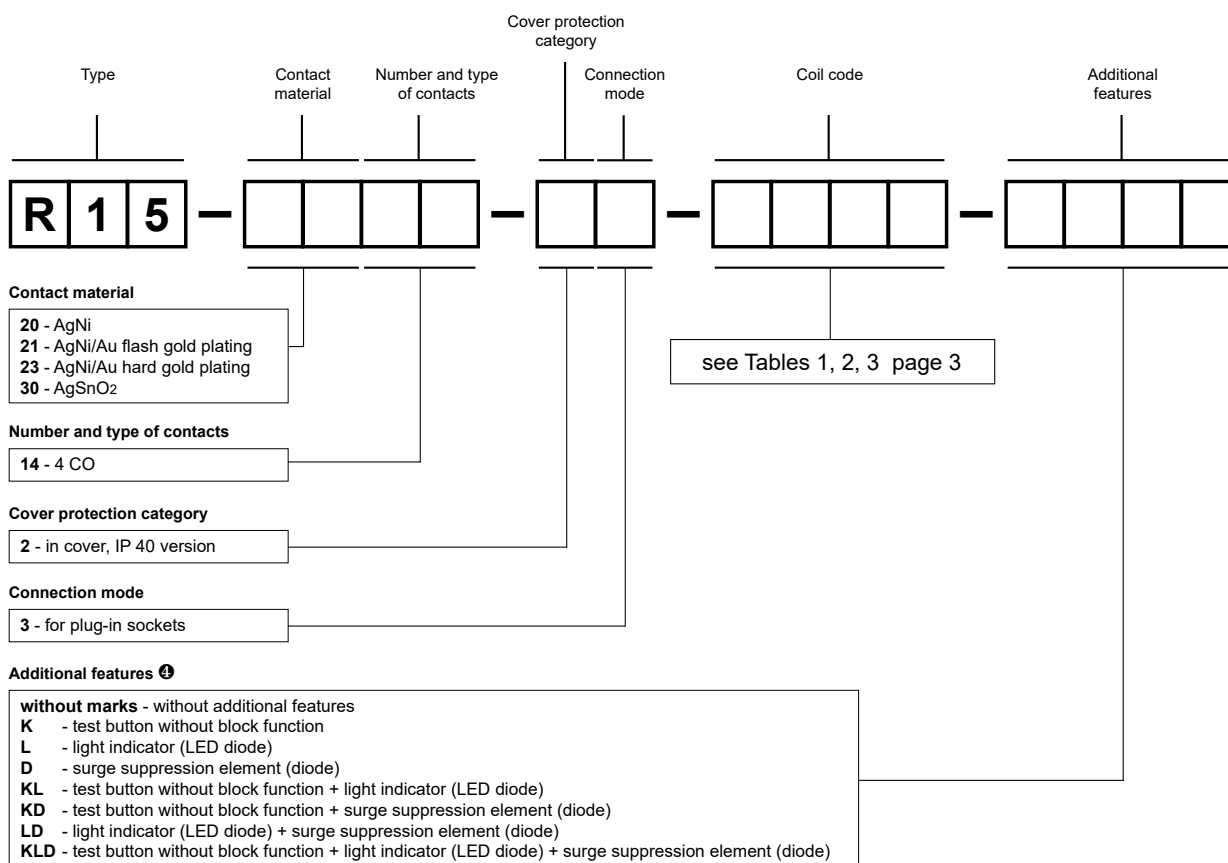 Cover protection
category
Type
Contact
material
Number and type
of contacts
Connection
mode
Coil code
Additional
features
R 1 5 – – – –
Contact material
20 - AgNi
21 - AgNi/Au flash gold plating
23 - AgNi/Au hard gold plating
30 - AgSnO2
see Tables 1, 2, 3 page 3
Number and type of contacts
14 - 4 CO
Cover protection category
2 - in cover, IP 40 version
Connection mode
3 - for plug-in sockets
Additional features ❹
without marks - without additional features
K - test button without block function
L - light indicator (LED diode)
D - surge suppression element (diode)
KL - test button without block function + light indicator (LED diode)
KD - test button without block function + surge suppression element (diode)
LD - light indicator (LED diode) + surge suppression element (diode)
KLD - test button without block function + light indicator (LED diode) + surge suppression element (diode)